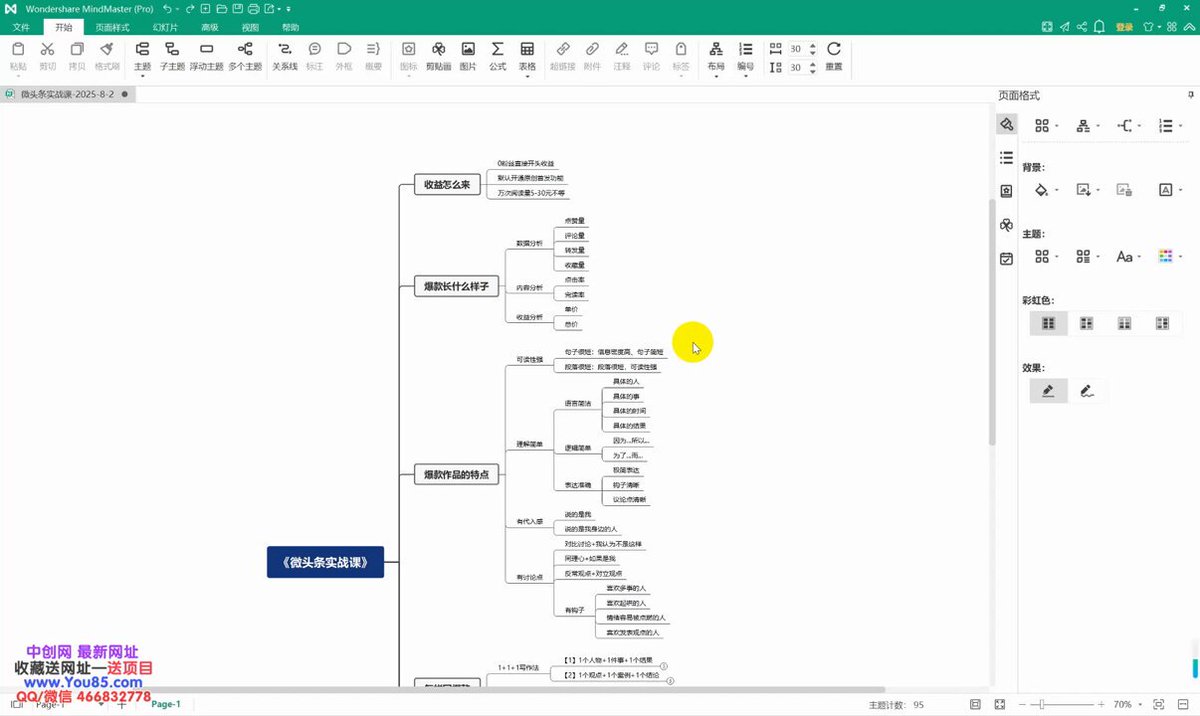 Wondershare MindMaster (Pro)
文件 开始 页面样式 幻灯片 高级 视图 帮助 登录
粘贴 剪切 拷贝 格式刷 主题 子主题 浮动主题 多个主题 关系线 标注 外框 概要 图标 剪贴画 图片 公式 表格 超链接 附件 注释 评论 标签 布局 编号 30 30 重置
微头条实战课-2025-8-2
页面格式
背景:
主题:
Aa
彩虹色:
效果:
《微头条实战课》
收益怎么来
0粉丝直接开头收益
默认开通原创首发功能
万次阅读量5-30元不等
爆款长什么样子
数据分析
点赞量
评论量
转发量
收藏量
内容分析
点击率
完读率
收益分析
单价
总价
爆款作品的特点
可读性强
句子很短：信息密度高、句子简短
段落很短：段落很短，可读性强
理解简单
语言简洁
具体的人
具体的事
具体的时间
具体的结果
逻辑简单
因为...所以...
为了...而...
表达准确
极简表达
钩子清晰
议论点清晰
有代入感
说的是我
说的是我身边的人
有讨论点
对比讨论+我认为不是这样
同理心+如果是我
反常观点+对立观点
有钩子
喜欢多事的人
喜欢起哄的人
情绪容易被点燃的人
喜欢发表观点的人
1+1+1写作法
【1】1个人物+1件事+1个结果
【2】1个观点+1个案例+1个结论
中创网 最新网址
收藏送网址一送项目
www.You85.com
QQ/微信 466832778
Page-1
Page-1
主题计数: 95
70%